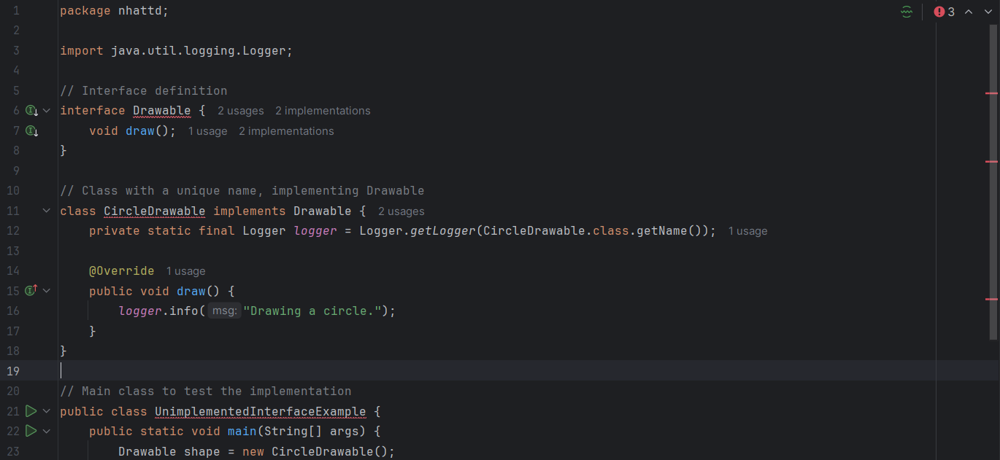 1 package nhattd; 3
2
3 import java.util.logging.Logger;
4
5 // Interface definition
6 interface Drawable { 2 usages 2 implementations
7 void draw(); 1 usage 2 implementations
8 }
9
10 // Class with a unique name, implementing Drawable
11 class CircleDrawable implements Drawable { 2 usages
12 private static final Logger logger = Logger.getLogger(CircleDrawable.class.getName()); 1 usage
13
14 @Override 1 usage
15 public void draw() {
16 logger.info( msg: "Drawing a circle.");
17 }
18 }
19
20 // Main class to test the implementation
21 public class UnimplementedInterfaceExample {
22 public static void main(String[] args) {
23 Drawable shape = new CircleDrawable();